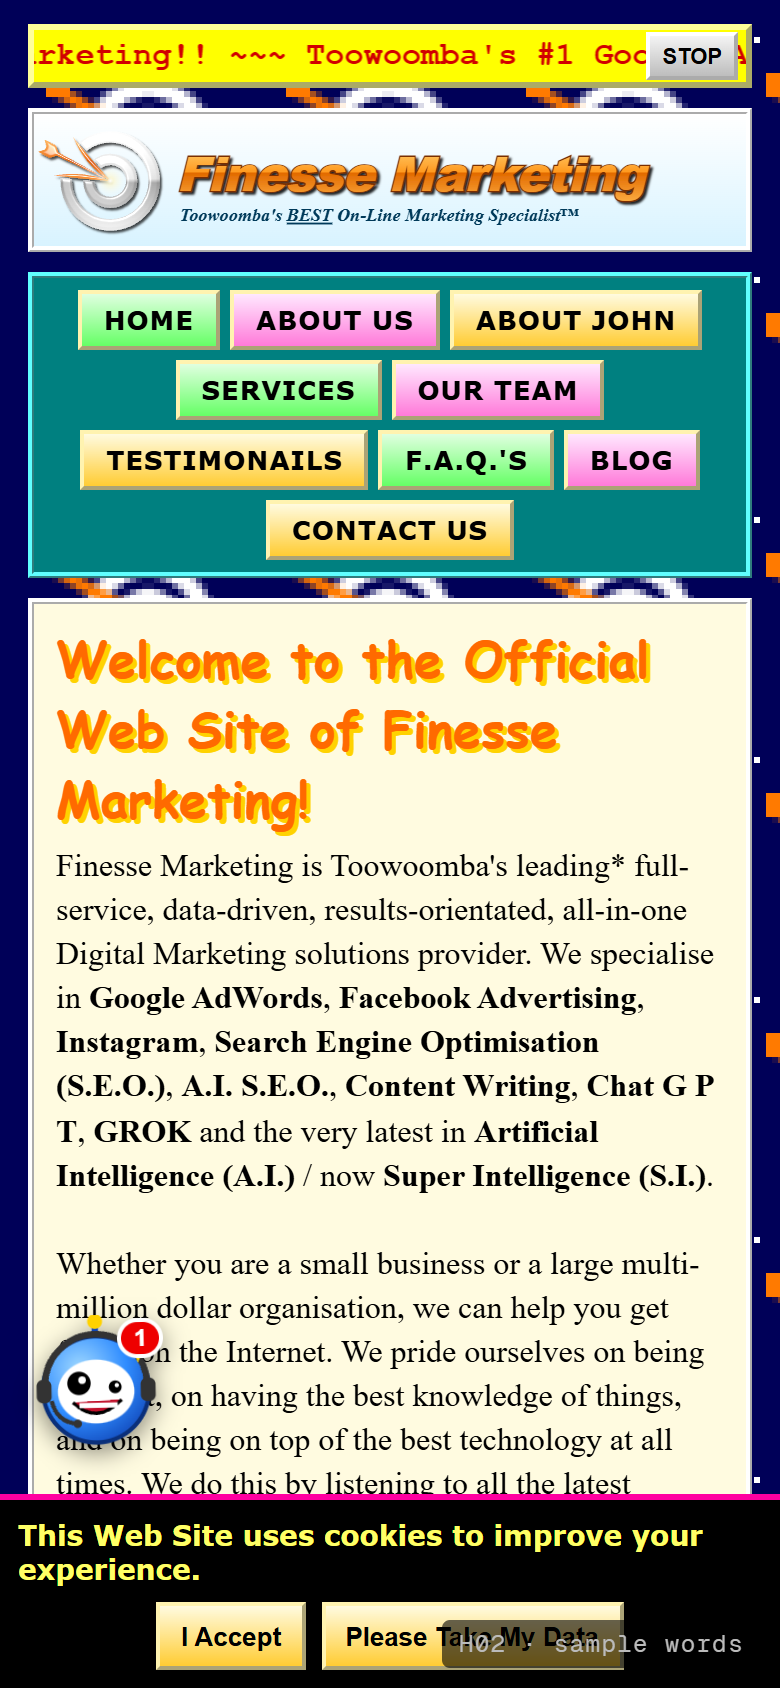 rketing!! ~~~ Toowoomba's #1 Goo
STOP
Finesse Marketing
Toowoomba's BEST On-Line Marketing Specialist™
HOME
ABOUT US
ABOUT JOHN
SERVICES
OUR TEAM
TESTIMONAILS
F.A.Q.'S
BLOG
CONTACT US
Welcome to the Official
Web Site of Finesse
Marketing!
Finesse Marketing is Toowoomba's leading* full-
service, data-driven, results-orientated, all-in-one
Digital Marketing solutions provider. We specialise
in Google AdWords, Facebook Advertising,
Instagram, Search Engine Optimisation
(S.E.O.), A.I. S.E.O., Content Writing, Chat G P
T, GROK and the very latest in Artificial
Intelligence (A.I.) / now Super Intelligence (S.I.).
Whether you are a small business or a large multi-
million dollar organisation, we can help you get
on the Internet. We pride ourselves on being
1
, on having the best knowledge of things,
and on being on top of the best technology at all
times. We do this by listening to all the latest
This Web Site uses cookies to improve your
experience.
I Accept
Please Take My Data
H02 · sample words